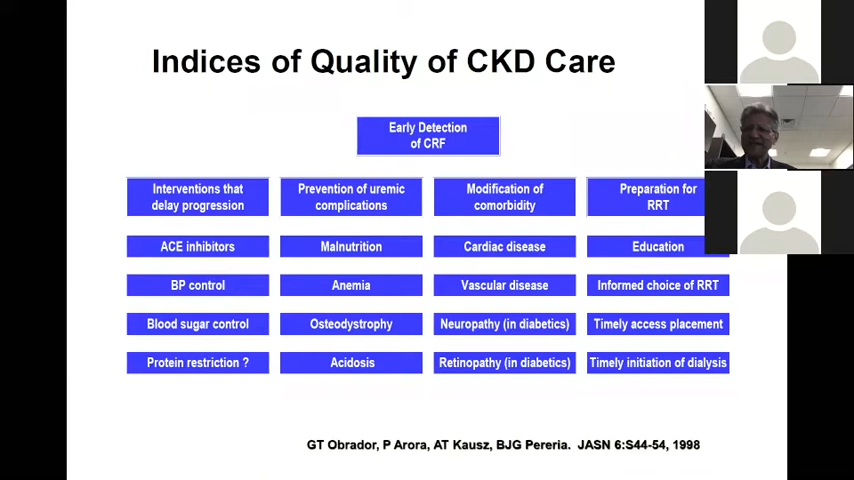 Indices of Quality of CKD Care
Early Detection
of CRF
Interventions that
delay progression
Prevention of uremic
complications
Modification of
comorbidity
Preparation for
RRT
ACE inhibitors
Malnutrition
Cardiac disease
Education
BP control
Anemia
Vascular disease
Informed choice of RRT
Blood sugar control
Osteodystrophy
Neuropathy (in diabetics)
Timely access placement
Protein restriction ?
Acidosis
Retinopathy (in diabetics)
Timely initiation of dialysis
GT Obrador, P Arora, AT Kausz, BJG Pereria. JASN 6:S44-54, 1998